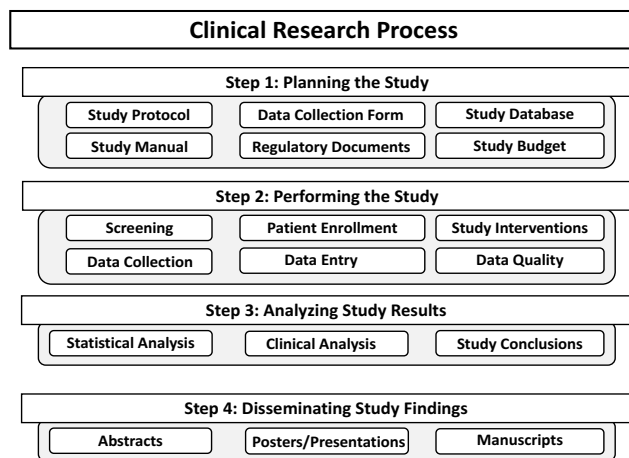 Clinical Research Process
Step 1: Planning the Study
Study Protocol
Data Collection Form
Study Database
Study Manual
Regulatory Documents
Study Budget
Step 2: Performing the Study
Screening
Patient Enrollment
Study Interventions
Data Collection
Data Entry
Data Quality
Step 3: Analyzing Study Results
Statistical Analysis
Clinical Analysis
Study Conclusions
Step 4: Disseminating Study Findings
Abstracts
Posters/Presentations
Manuscripts